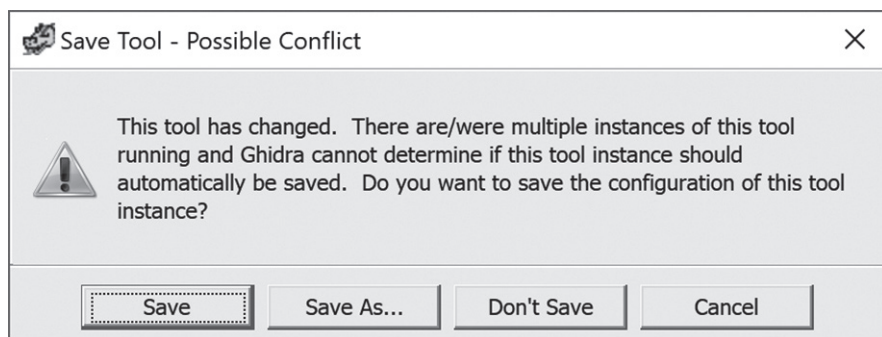 Save Tool - Possible Conflict
This tool has changed.  There are/were multiple instances of this tool
running and Ghidra cannot determine if this tool instance should
automatically be saved.  Do you want to save the configuration of this tool
instance?
Save
Save As...
Don't Save
Cancel